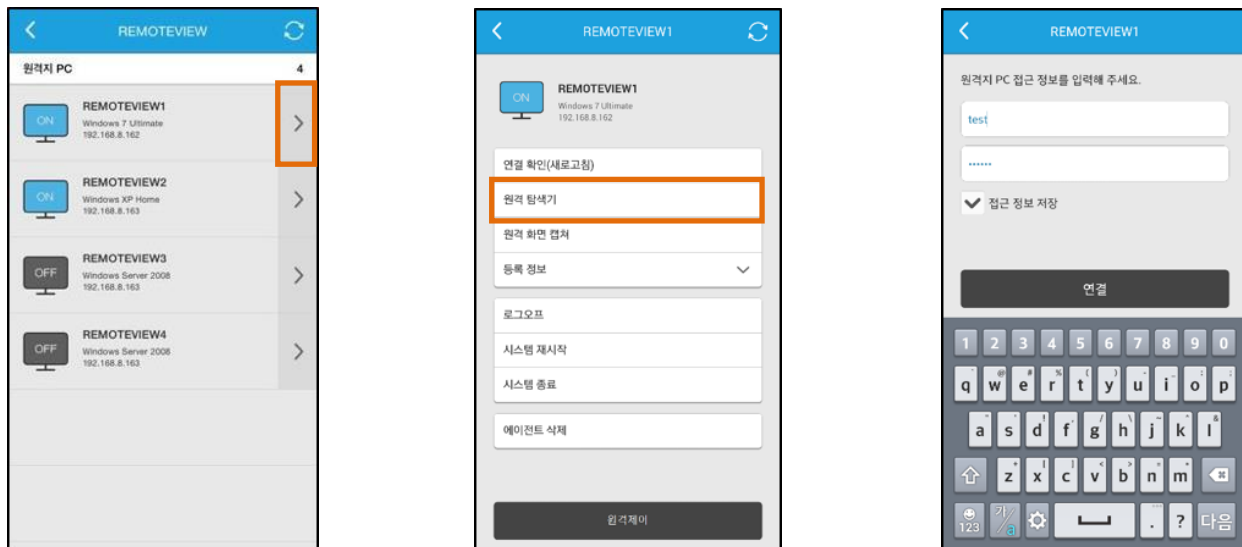 REMOTEVIEW
원격지 PC 4
ON
REMOTEVIEW1
Windows 7 Ultimate
192.168.8.162
ON
REMOTEVIEW2
Windows XP Home
192.168.8.163
OFF
REMOTEVIEW3
Windows Server 2008
192.168.8.163
OFF
REMOTEVIEW4
Windows Server 2008
192.168.8.163
REMOTEVIEW1
ON
REMOTEVIEW1
Windows 7 Ultimate
192.168.8.162
연결 확인(새로고침)
원격 탐색기
원격 화면 캡쳐
등록 정보
로그오프
시스템 재시작
시스템 종료
에이전트 삭제
원격제어
REMOTEVIEW1
원격지 PC 접근 정보를 입력해 주세요.
test
••••••
접근 정보 저장
연결
1 2 3 4 5 6 7 8 9 0
q w e r t y u i o p
a s d f g h j k l
z x c v b n m
123 가/a . ? 다음